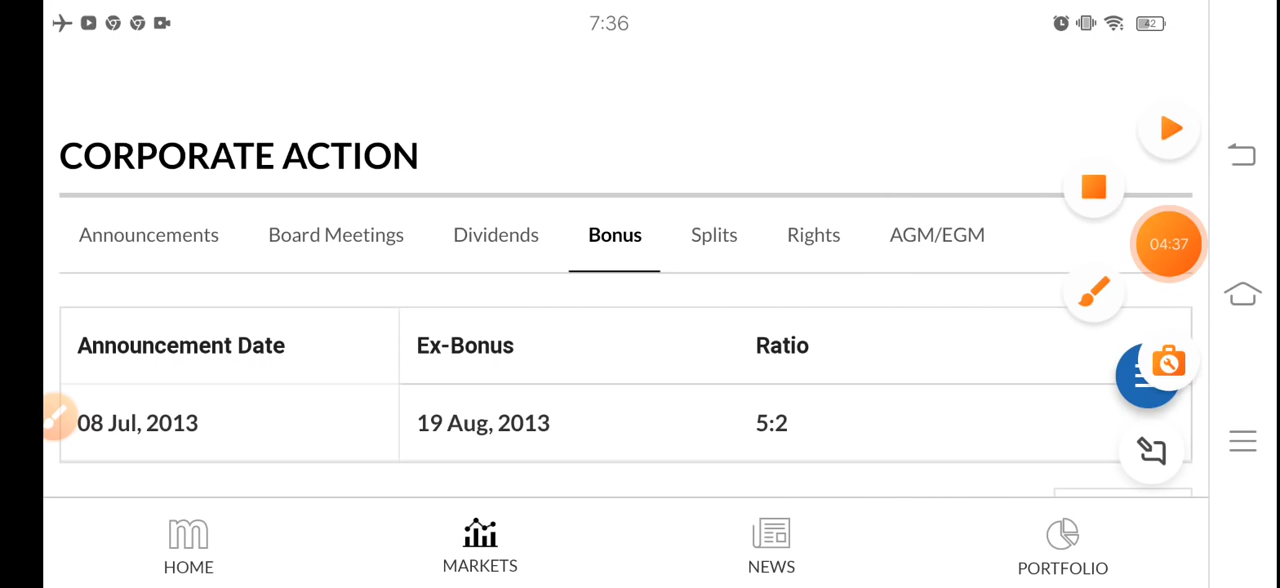 7:36
42
CORPORATE ACTION
Announcements Board Meetings Dividends Bonus Splits Rights AGM/EGM
04:37
Announcement Date Ex-Bonus Ratio
08 Jul, 2013 19 Aug, 2013 5:2
HOME MARKETS NEWS PORTFOLIO